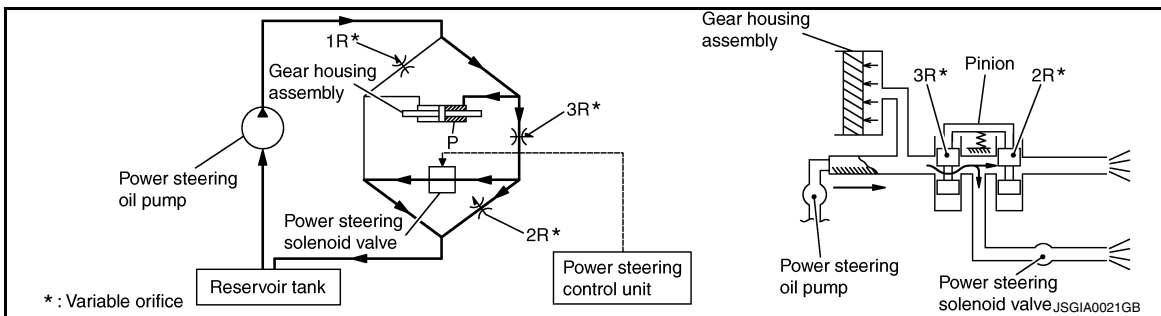 1R*
Gear housing
assembly
3R*
P
Power steering
oil pump
Power steering
solenoid valve
2R*
Reservoir tank
Power steering
control unit
* : Variable orifice
Gear housing
assembly
Pinion
3R*
2R*
Power steering
oil pump
Power steering
solenoid valve
JSGIA0021GB